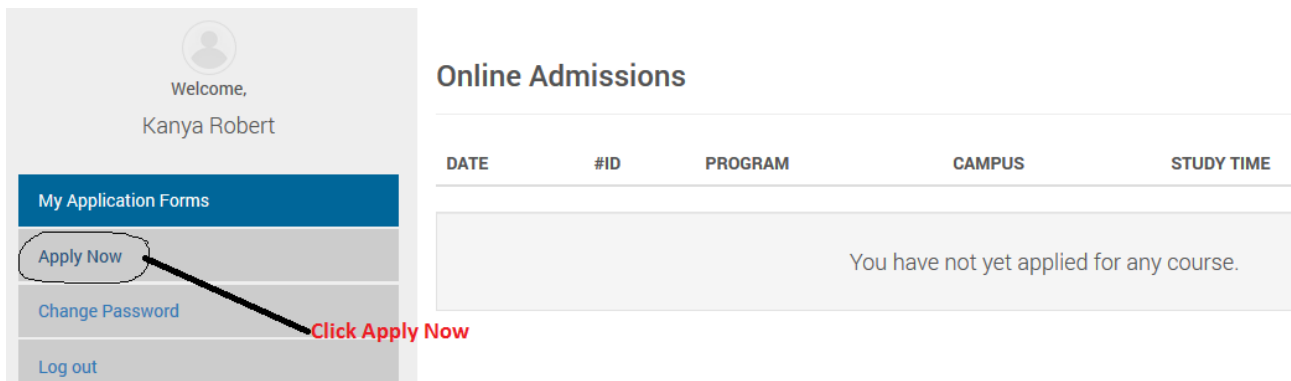 Welcome,
Kanya Robert
My Application Forms
Apply Now
Change Password
Log out
Click Apply Now
Online Admissions
DATE #ID PROGRAM CAMPUS STUDY TIME
You have not yet applied for any course.